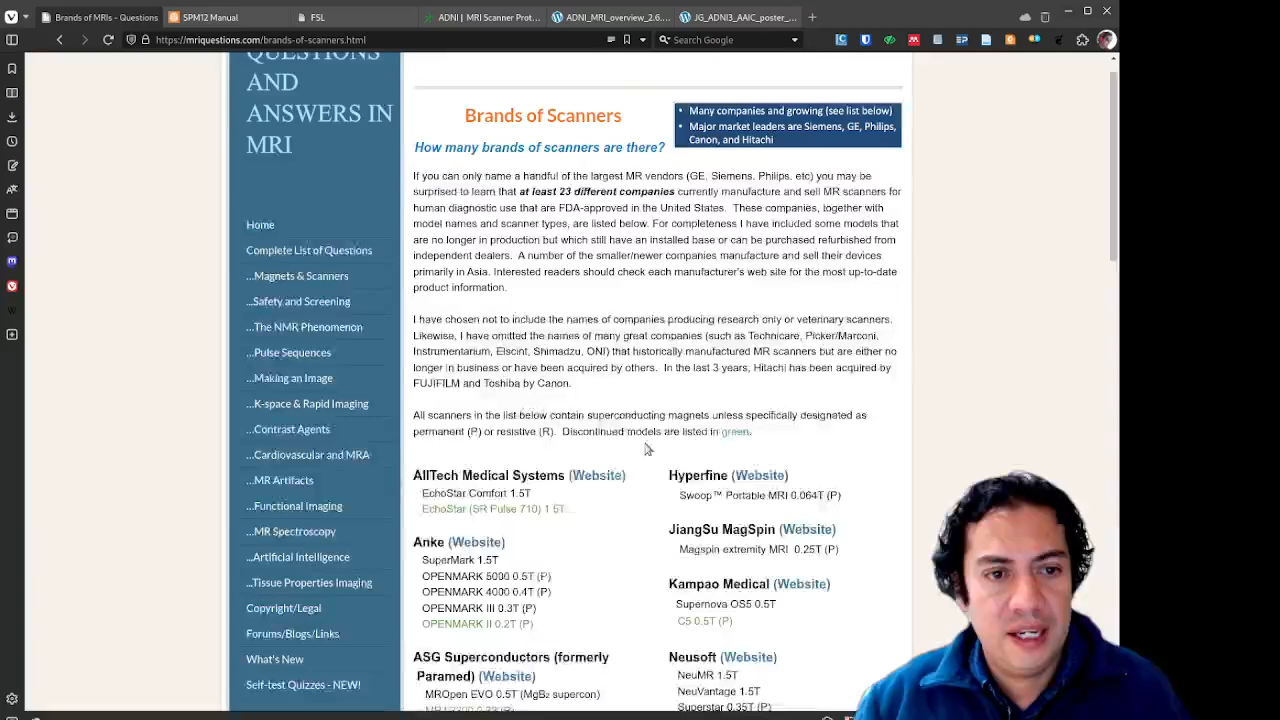 Brands of MRIs - Questions
SPM12 Manual
FSL
ADNI | MRI Scanner Prot...
ADNI_MRI_overview_2.6....
JG_ADNI3_AAIC_poster_...
https://mriquestions.com/brands-of-scanners.html
Search Google
QUESTIONS
AND
ANSWERS IN
MRI
Home
Complete List of Questions
...Magnets & Scanners
...Safety and Screening
...The NMR Phenomenon
...Pulse Sequences
...Making an Image
...K-space & Rapid Imaging
...Contrast Agents
...Cardiovascular and MRA
...MR Artifacts
...Functional Imaging
...MR Spectroscopy
...Artificial Intelligence
...Tissue Properties Imaging
Copyright/Legal
Forums/Blogs/Links
What's New
Self-test Quizzes - NEW!
Brands of Scanners
• Many companies and growing (see list below)
• Major market leaders are Siemens, GE, Philips,
Canon, and Hitachi
How many brands of scanners are there?
If you can only name a handful of the largest MR vendors (GE, Siemens, Philips, etc) you may be
surprised to learn that at least 23 different companies currently manufacture and sell MR scanners for
human diagnostic use that are FDA-approved in the United States. These companies, together with
model names and scanner types, are listed below. For completeness I have included some models that
are no longer in production but which still have an installed base or can be purchased refurbished from
independent dealers. A number of the smaller/newer companies manufacture and sell their devices
primarily in Asia. Interested readers should check each manufacturer's web site for the most up-to-date
product information.
I have chosen not to include the names of companies producing research only or veterinary scanners.
Likewise, I have omitted the names of many great companies (such as Technicare, Picker/Marconi,
Instrumentarium, Elscint, Shimadzu, ONI) that historically manufactured MR scanners but are either no
longer in business or have been acquired by others. In the last 3 years, Hitachi has been acquired by
FUJIFILM and Toshiba by Canon.
All scanners in the list below contain superconducting magnets unless specifically designated as
permanent (P) or resistive (R). Discontinued models are listed in green.
AllTech Medical Systems (Website)
EchoStar Comfort 1.5T
EchoStar (SR Pulse 710) 1.5T
Anke (Website)
SuperMark 1.5T
OPENMARK 5000 0.5T (P)
OPENMARK 4000 0.4T (P)
OPENMARK III 0.3T (P)
OPENMARK II 0.2T (P)
ASG Superconductors (formerly
Paramed) (Website)
MROpen EVO 0.5T (MgB2 supercon)
Hyperfine (Website)
Swoop™ Portable MRI 0.064T (P)
JiangSu MagSpin (Website)
Magspin extremity MRI 0.25T (P)
Kampao Medical (Website)
Supernova OS5 0.5T
C5 0.5T (P)
Neusoft (Website)
NeuMR 1.5T
NeuVantage 1.5T
Superstar 0.35T (P)